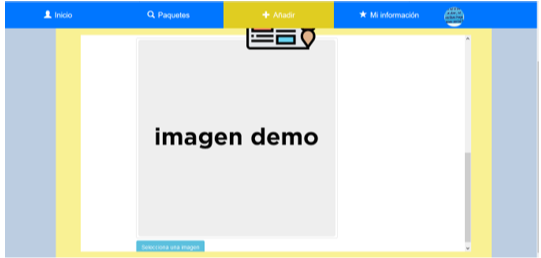 Inicio
Paquetes
Añadir
Mi información
imagen demo
Selecciona una imagen